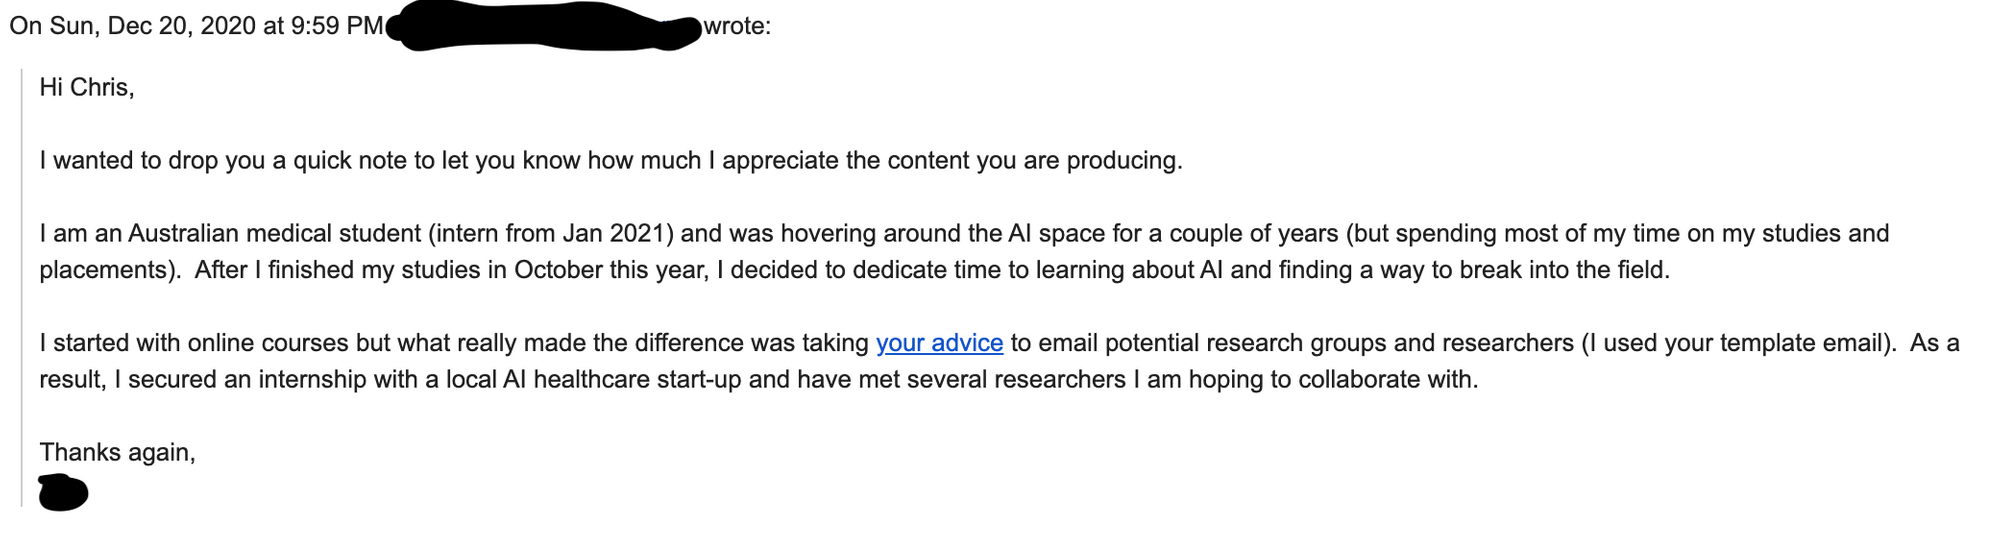 On Sun, Dec 20, 2020 at 9:59 PM wrote:
Hi Chris,
I wanted to drop you a quick note to let you know how much I appreciate the content you are producing.
I am an Australian medical student (intern from Jan 2021) and was hovering around the AI space for a couple of years (but spending most of my time on my studies and
placements).  After I finished my studies in October this year, I decided to dedicate time to learning about AI and finding a way to break into the field.
I started with online courses but what really made the difference was taking your advice to email potential research groups and researchers (I used your template email).  As a
result, I secured an internship with a local AI healthcare start-up and have met several researchers I am hoping to collaborate with.
Thanks again,